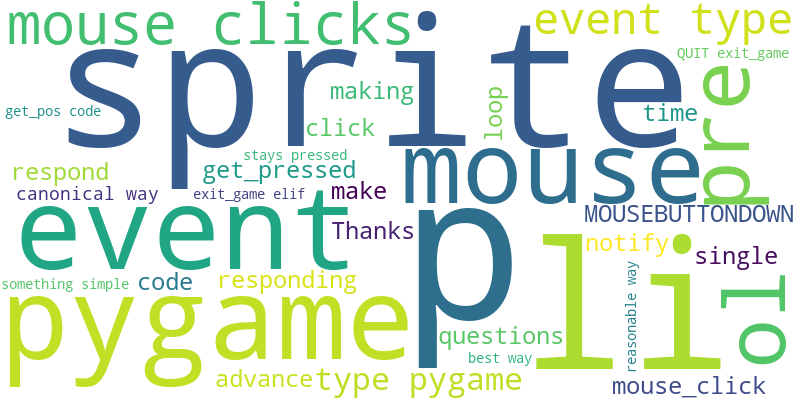 mouse clicks
event type
sprite
QUIT exit_game
pre
making
loop
get_pos code
time
click
stays pressed
mouse
respond
get_pressed
canonical way
exit_game elif
make
MOUSEBUTTONDOWN
event
Thanks
p
notify
single
li
something simple
code
responding
reasonable way
ol
pygame
questions
best way
advance
type pygame
mouse_click